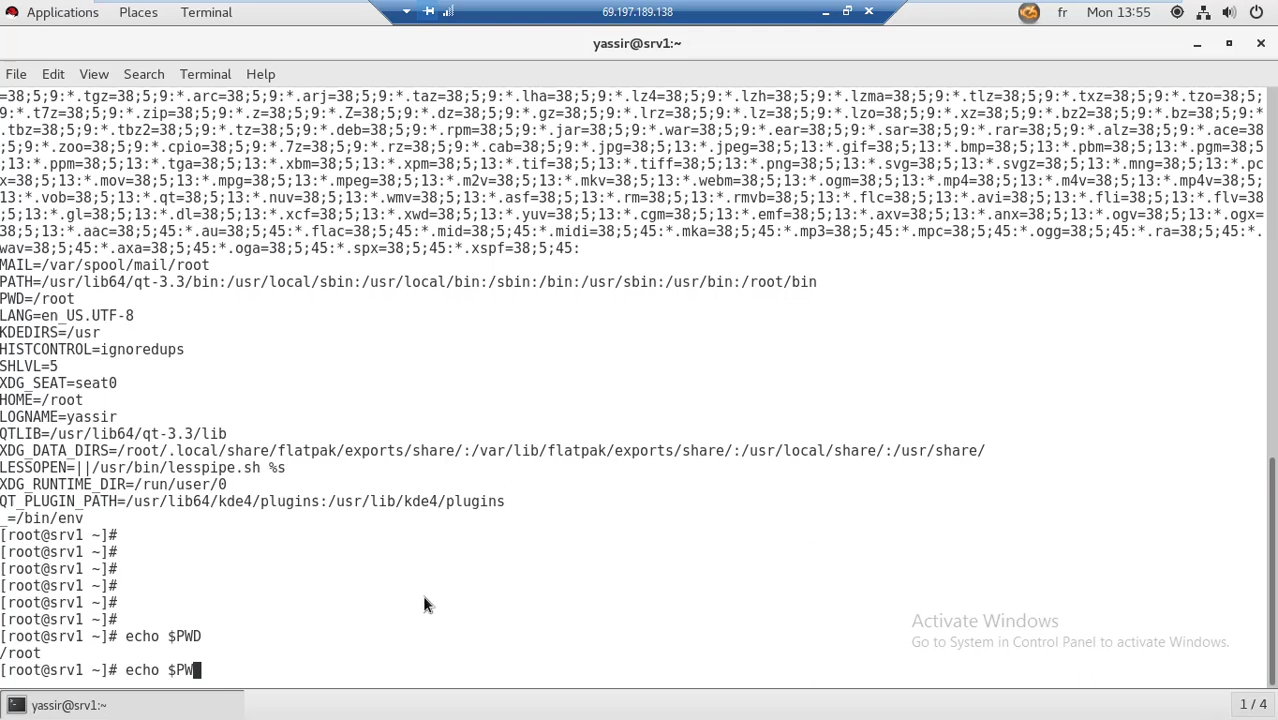 Applications Places Terminal 69.197.189.138 fr Mon 13:55
yassir@srv1:~
File Edit View Search Terminal Help
=38;5;9:*.tgz=38;5;9:*.arc=38;5;9:*.arj=38;5;9:*.taz=38;5;9:*.lha=38;5;9:*.lz4=38;5;9:*.lzh=38;5;9:*.lzma=38;5;9:*.tlz=38;5;9:*.txz=38;5;9:*.tzo=38;5;
9:*.t7z=38;5;9:*.zip=38;5;9:*.z=38;5;9:*.Z=38;5;9:*.dz=38;5;9:*.gz=38;5;9:*.lrz=38;5;9:*.lz=38;5;9:*.lzo=38;5;9:*.xz=38;5;9:*.bz2=38;5;9:*.bz=38;5;9:*
.tbz=38;5;9:*.tbz2=38;5;9:*.tz=38;5;9:*.deb=38;5;9:*.rpm=38;5;9:*.jar=38;5;9:*.war=38;5;9:*.ear=38;5;9:*.sar=38;5;9:*.rar=38;5;9:*.alz=38;5;9:*.ace=38
;5;9:*.zoo=38;5;9:*.cpio=38;5;9:*.7z=38;5;9:*.rz=38;5;9:*.cab=38;5;9:*.jpg=38;5;13:*.jpeg=38;5;13:*.gif=38;5;13:*.bmp=38;5;13:*.pbm=38;5;13:*.pgm=38;5
;13:*.ppm=38;5;13:*.tga=38;5;13:*.xbm=38;5;13:*.xpm=38;5;13:*.tif=38;5;13:*.tiff=38;5;13:*.png=38;5;13:*.svg=38;5;13:*.svgz=38;5;13:*.mng=38;5;13:*.pc
x=38;5;13:*.mov=38;5;13:*.mpg=38;5;13:*.mpeg=38;5;13:*.m2v=38;5;13:*.mkv=38;5;13:*.webm=38;5;13:*.ogm=38;5;13:*.mp4=38;5;13:*.m4v=38;5;13:*.mp4v=38;5;
13:*.vob=38;5;13:*.qt=38;5;13:*.nuv=38;5;13:*.wmv=38;5;13:*.asf=38;5;13:*.rm=38;5;13:*.rmvb=38;5;13:*.flc=38;5;13:*.avi=38;5;13:*.fli=38;5;13:*.flv=38
;5;13:*.gl=38;5;13:*.dl=38;5;13:*.xcf=38;5;13:*.xwd=38;5;13:*.yuv=38;5;13:*.cgm=38;5;13:*.emf=38;5;13:*.axv=38;5;13:*.anx=38;5;13:*.ogv=38;5;13:*.ogx=
38;5;13:*.aac=38;5;45:*.au=38;5;45:*.flac=38;5;45:*.mid=38;5;45:*.midi=38;5;45:*.mka=38;5;45:*.mp3=38;5;45:*.mpc=38;5;45:*.ogg=38;5;45:*.ra=38;5;45:*.
wav=38;5;45:*.axa=38;5;45:*.oga=38;5;45:*.spx=38;5;45:*.xspf=38;5;45:
MAIL=/var/spool/mail/root
PATH=/usr/lib64/qt-3.3/bin:/usr/local/sbin:/usr/local/bin:/sbin:/bin:/usr/sbin:/usr/bin:/root/bin
PWD=/root
LANG=en_US.UTF-8
KDEDIRS=/usr
HISTCONTROL=ignoredups
SHLVL=5
XDG_SEAT=seat0
HOME=/root
LOGNAME=yassir
QTLIB=/usr/lib64/qt-3.3/lib
XDG_DATA_DIRS=/root/.local/share/flatpak/exports/share/:/var/lib/flatpak/exports/share/:/usr/local/share/:/usr/share/
LESSOPEN=||/usr/bin/lesspipe.sh %s
XDG_RUNTIME_DIR=/run/user/0
QT_PLUGIN_PATH=/usr/lib64/kde4/plugins:/usr/lib/kde4/plugins
_=/bin/env
[root@srv1 ~]#
[root@srv1 ~]#
[root@srv1 ~]#
[root@srv1 ~]#
[root@srv1 ~]#
[root@srv1 ~]#
[root@srv1 ~]# echo $PWD
/root
[root@srv1 ~]# echo $PW
Activate Windows
Go to System in Control Panel to activate Windows.
yassir@srv1:~ 1 / 4